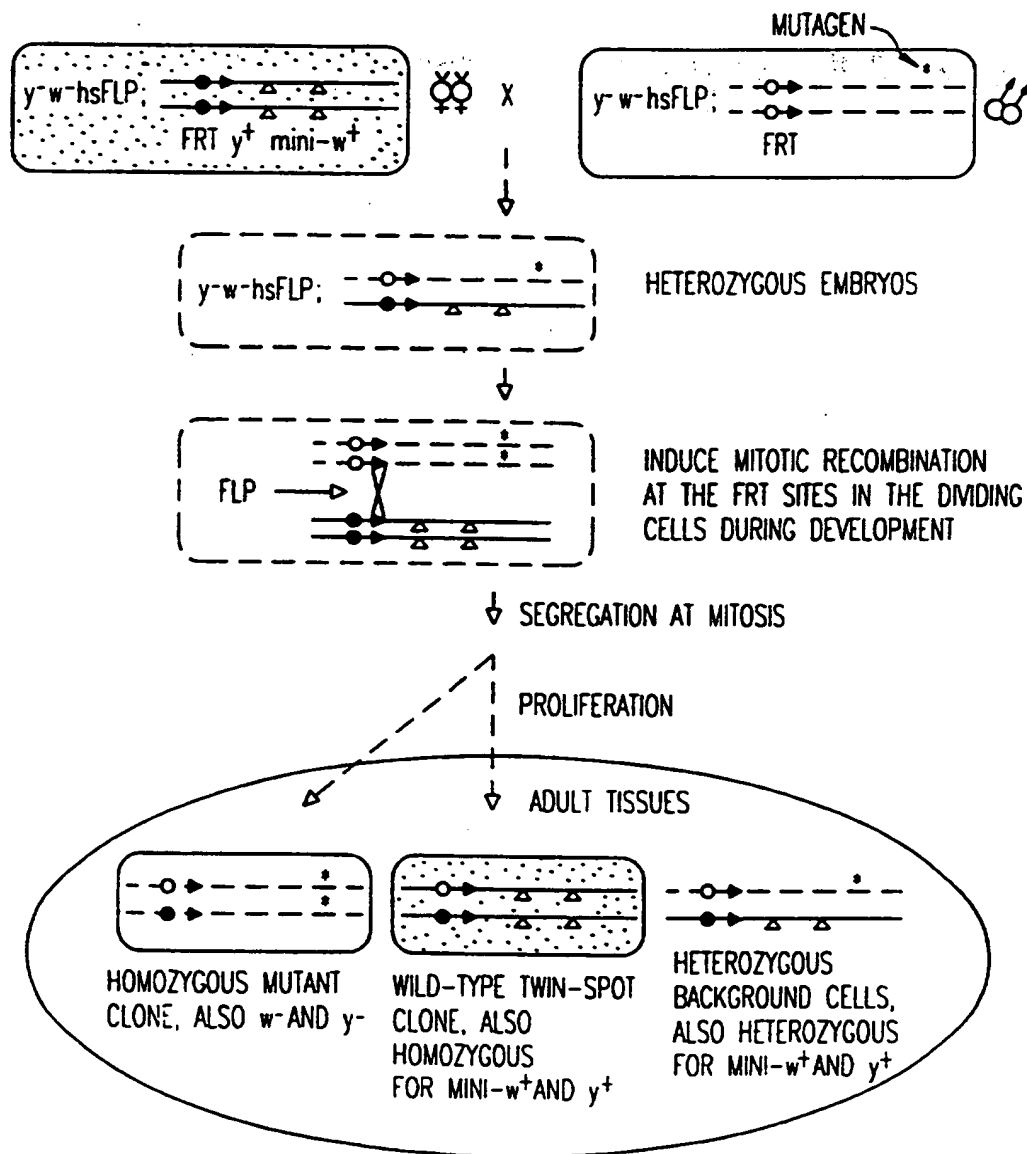 MUTAGEN
*
y⁻w⁻hsFLP;
FRT y⁺ mini-w⁺
X
y⁻ w⁻hsFLP;
FRT
*
y⁻w⁻hsFLP;
HETEROZYGOUS EMBRYOS
*
*
FLP
INDUCE MITOTIC RECOMBINATION
AT THE FRT SITES IN THE DIVIDING
CELLS DURING DEVELOPMENT
SEGREGATION AT MITOSIS
PROLIFERATION
ADULT TISSUES
*
*
HOMOZYGOUS MUTANT
CLONE, ALSO w⁻AND y⁻
WILD-TYPE TWIN-SPOT
CLONE, ALSO
HOMOZYGOUS
FOR MINI-w⁺AND y⁺
*
HETEROZYGOUS
BACKGROUND CELLS,
ALSO HETEROZYGOUS
FOR MINI-w⁺AND y⁺